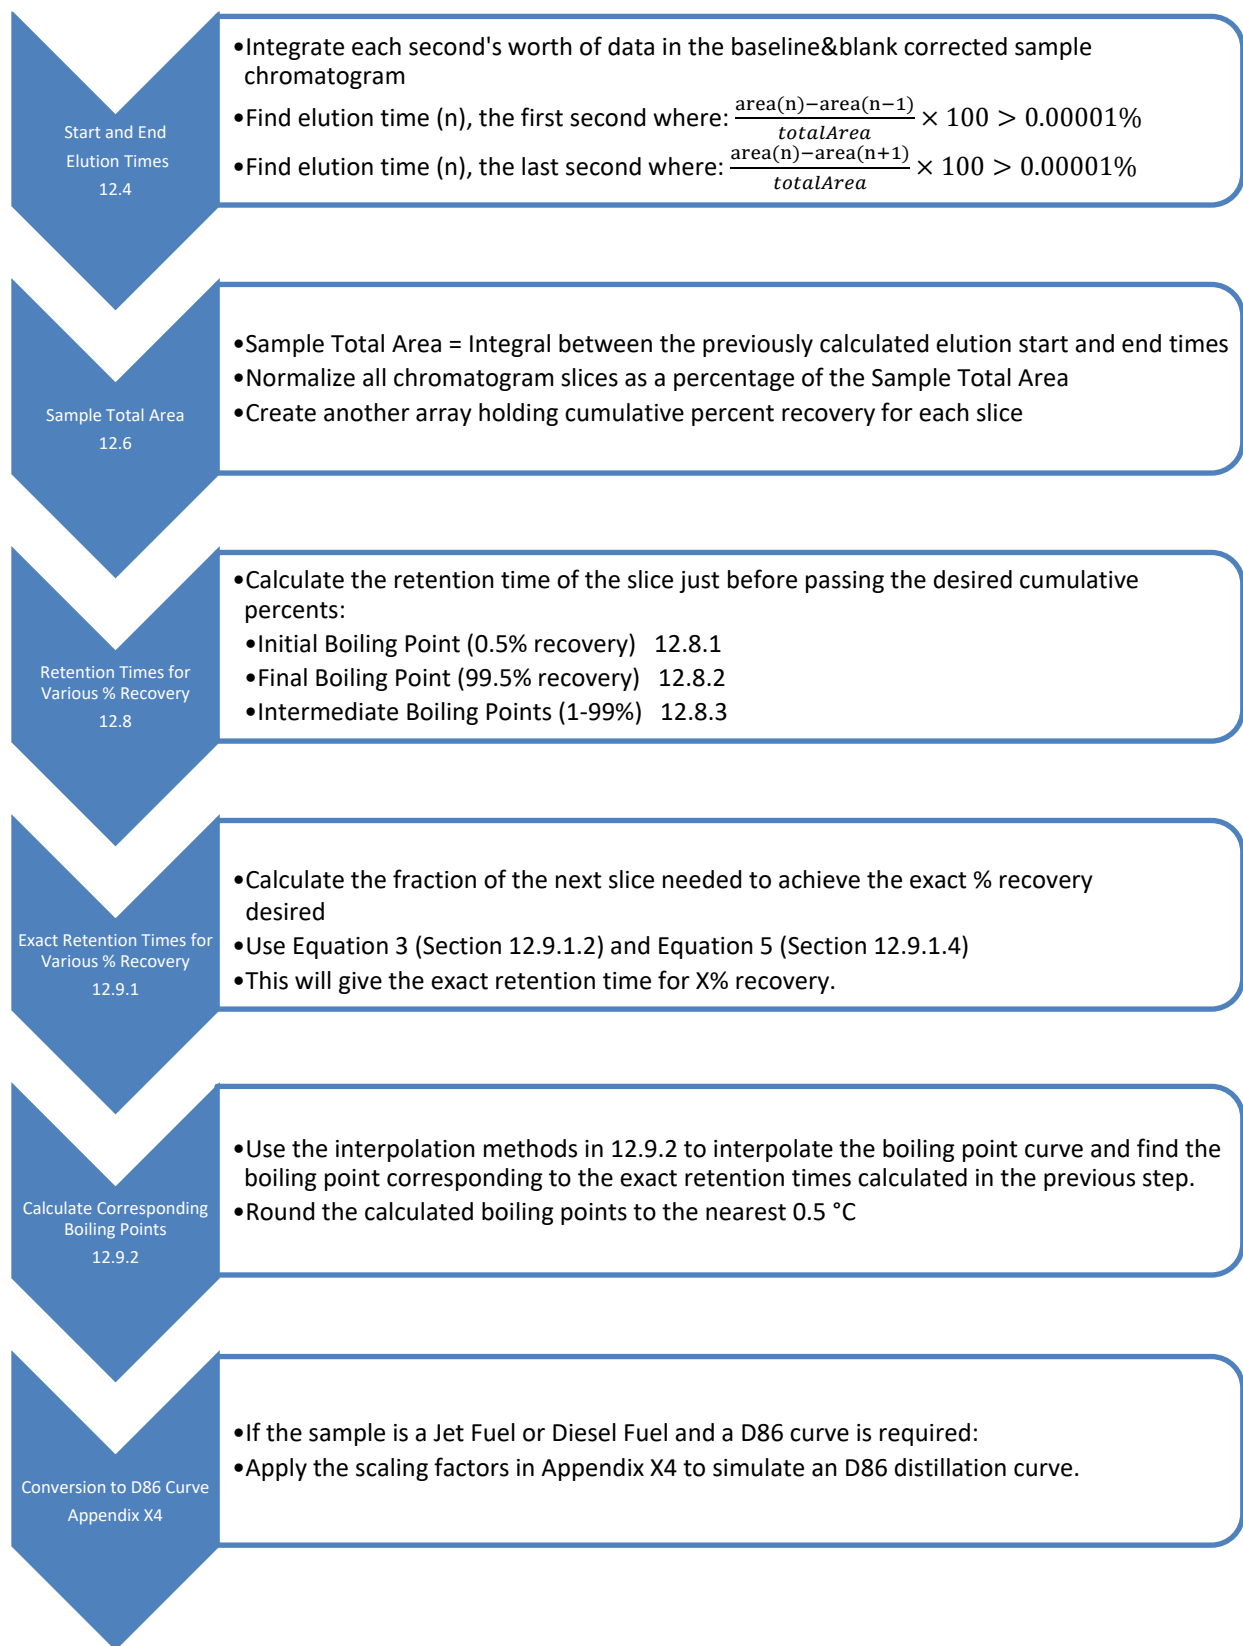 Start and End
Elution Times
12.4
•Integrate each second's worth of data in the baseline&blank corrected sample
chromatogram
•Find elution time (n), the first second where: area(n)−area(n−1)/totalArea × 100 > 0.00001%
•Find elution time (n), the last second where: area(n)−area(n+1)/totalArea × 100 > 0.00001%
Sample Total Area
12.6
•Sample Total Area = Integral between the previously calculated elution start and end times
•Normalize all chromatogram slices as a percentage of the Sample Total Area
•Create another array holding cumulative percent recovery for each slice
Retention Times for
Various % Recovery
12.8
•Calculate the retention time of the slice just before passing the desired cumulative
percents:
•Initial Boiling Point (0.5% recovery) 12.8.1
•Final Boiling Point (99.5% recovery) 12.8.2
•Intermediate Boiling Points (1-99%) 12.8.3
Exact Retention Times for
Various % Recovery
12.9.1
•Calculate the fraction of the next slice needed to achieve the exact % recovery
desired
•Use Equation 3 (Section 12.9.1.2) and Equation 5 (Section 12.9.1.4)
•This will give the exact retention time for X% recovery.
Calculate Corresponding
Boiling Points
12.9.2
•Use the interpolation methods in 12.9.2 to interpolate the boiling point curve and find the
boiling point corresponding to the exact retention times calculated in the previous step.
•Round the calculated boiling points to the nearest 0.5 °C
Conversion to D86 Curve
Appendix X4
•If the sample is a Jet Fuel or Diesel Fuel and a D86 curve is required:
•Apply the scaling factors in Appendix X4 to simulate an D86 distillation curve.